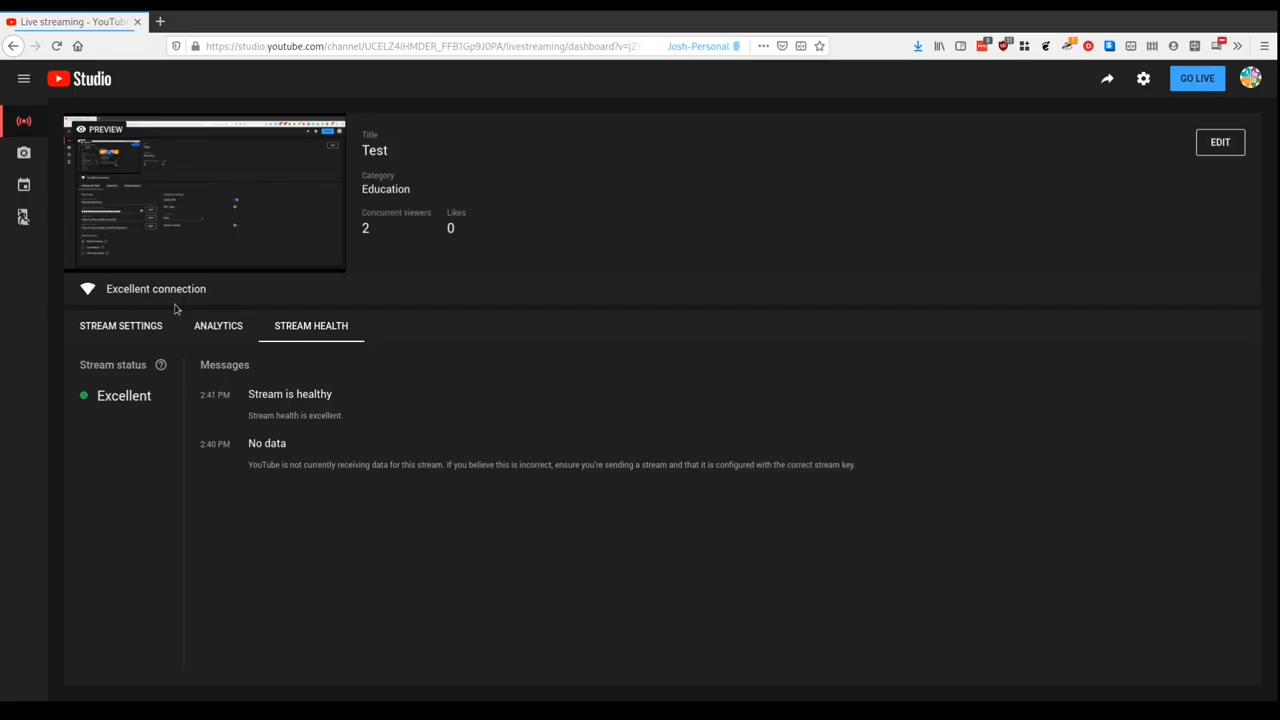 Live streaming - YouTube
https://studio.youtube.com/channel/UCELZ4iHMDER_FFB1Gp9J0PA/livestreaming/dashboard?v=j2
Josh-Personal
Studio
GO LIVE
PREVIEW
Title
Test
EDIT
Category
Education
Concurrent viewers
Likes
2
0
Excellent connection
STREAM SETTINGS
ANALYTICS
STREAM HEALTH
Stream status
Messages
Excellent
2:41 PM
Stream is healthy
Stream health is excellent.
2:40 PM
No data
YouTube is not currently receiving data for this stream. If you believe this is incorrect, ensure you're sending a stream and that it is configured with the correct stream key.